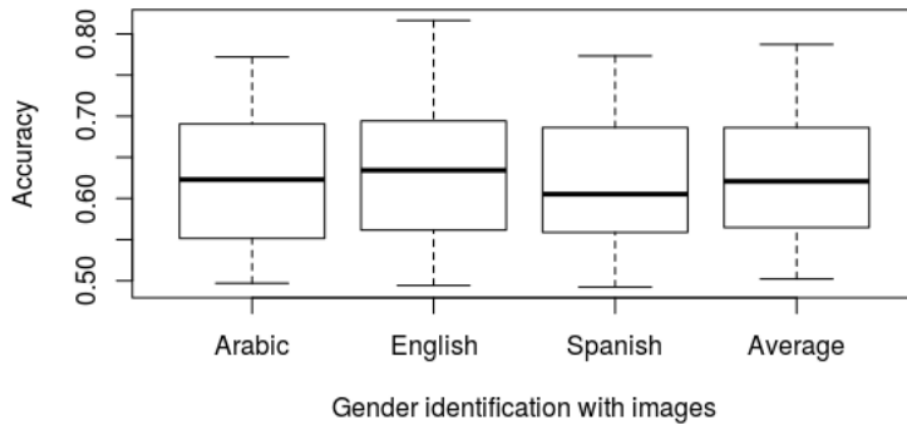 Accuracy
0.80
0.70
0.60
0.50
Arabic English Spanish Average
Gender identification with images